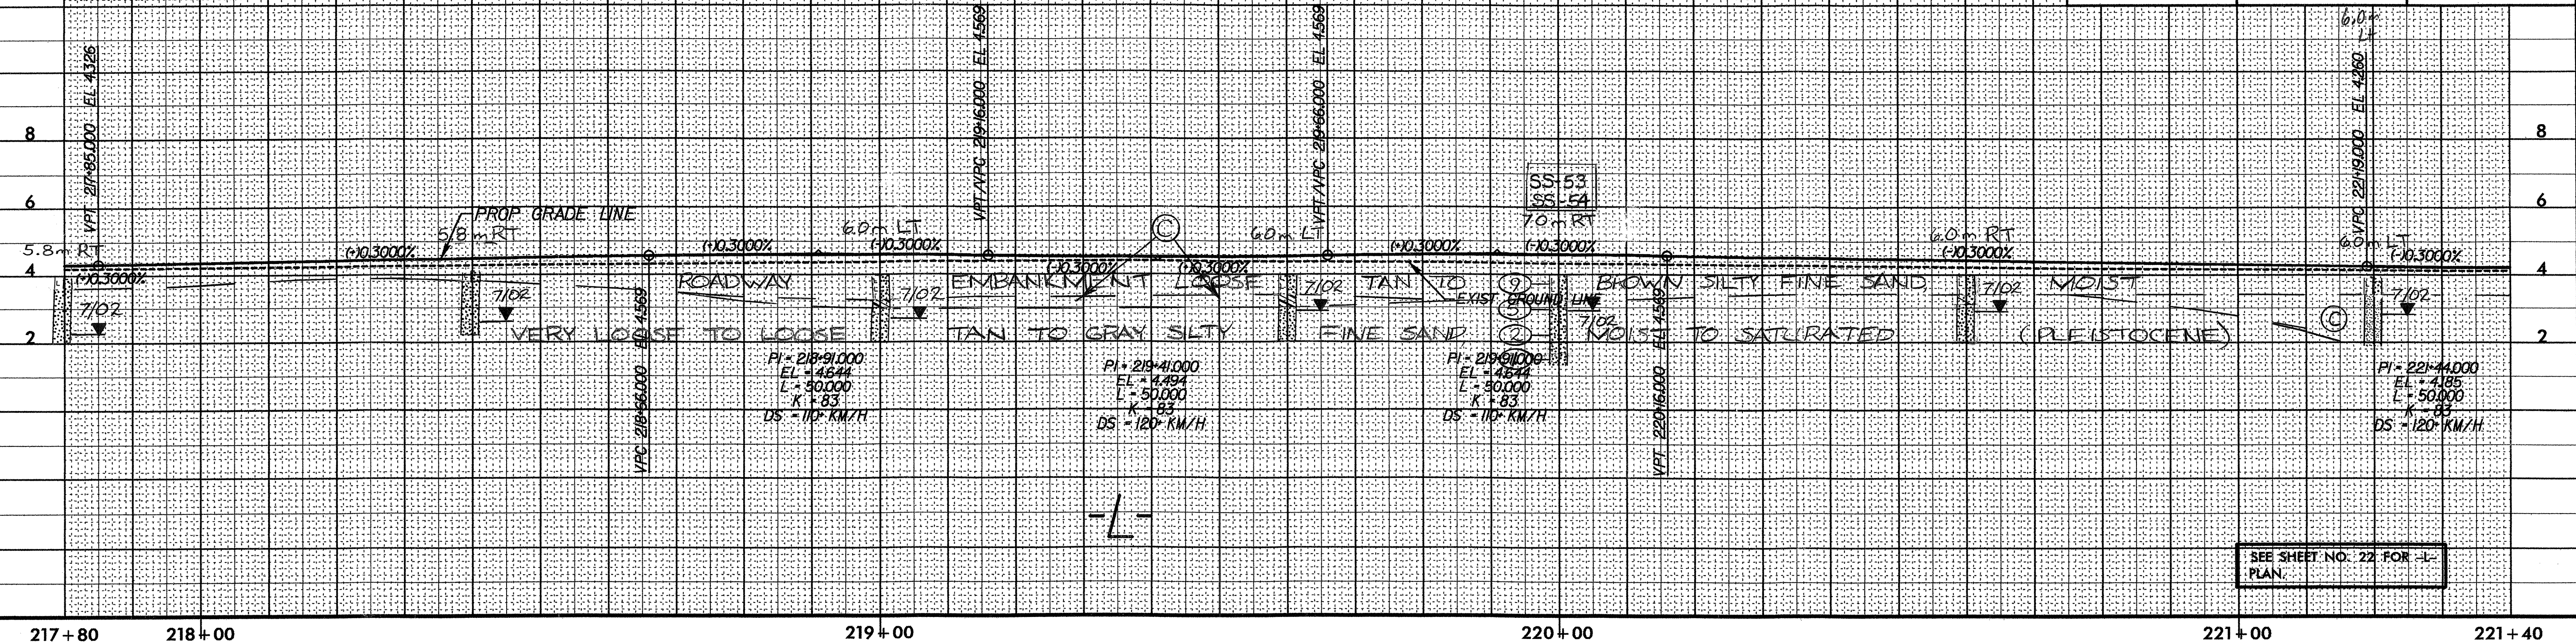 6.0m
Lt
VPT 217+85.000 EL 4.326
VPT/VPC 219+16.000 EL 4.569
VPT/VPC 219+66.000 EL 4.569
VPC 221+19.000 EL 4.260
8
8
6
6
SS-53
SS-54
7.0m RT
PROP GRADE LINE
5.8m RT
5.8m RT
6.0m LT
6.0m LT
6.0m RT
6.0m LT
(+)0.3000%
(+)0.3000%
(+)0.3000%
(-)0.3000%
(-)0.3000%
(+)0.3000%
(+)0.3000%
(-)0.3000%
(-)0.3000%
(-)0.3000%
C
4
4
ROADWAY EMBANKMENT LOOSE TAN TO BROWN SILTY FINE SAND MOIST
9
2
EXIST GROUND LINE
7/02
7/02
7/02
7/02
7/02
7/02
7/02
C
2
2
VERY LOOSE TO LOOSE TAN TO GRAY SILTY FINE SAND MOIST TO SATURATED (PLEISTOCENE)
VPC 218+66.000 EL 4.569
VPT 220+16.000 EL 4.569
PI = 218+91.000
EL = 4.644
L = 50.000
K = 83
DS = 110+ KM/H
PI = 219+41.000
EL = 4.494
L = 50.000
K = 83
DS = 120+ KM/H
PI = 219+91.000
EL = 4.644
L = 50.000
K = 83
DS = 110+ KM/H
PI = 221+44.000
EL = 4.185
L = 50.000
K = 83
DS = 120+ KM/H
-L-
SEE SHEET NO. 22 FOR -L-
PLAN.
217+80
218+00
219+00
220+00
221+00
221+40